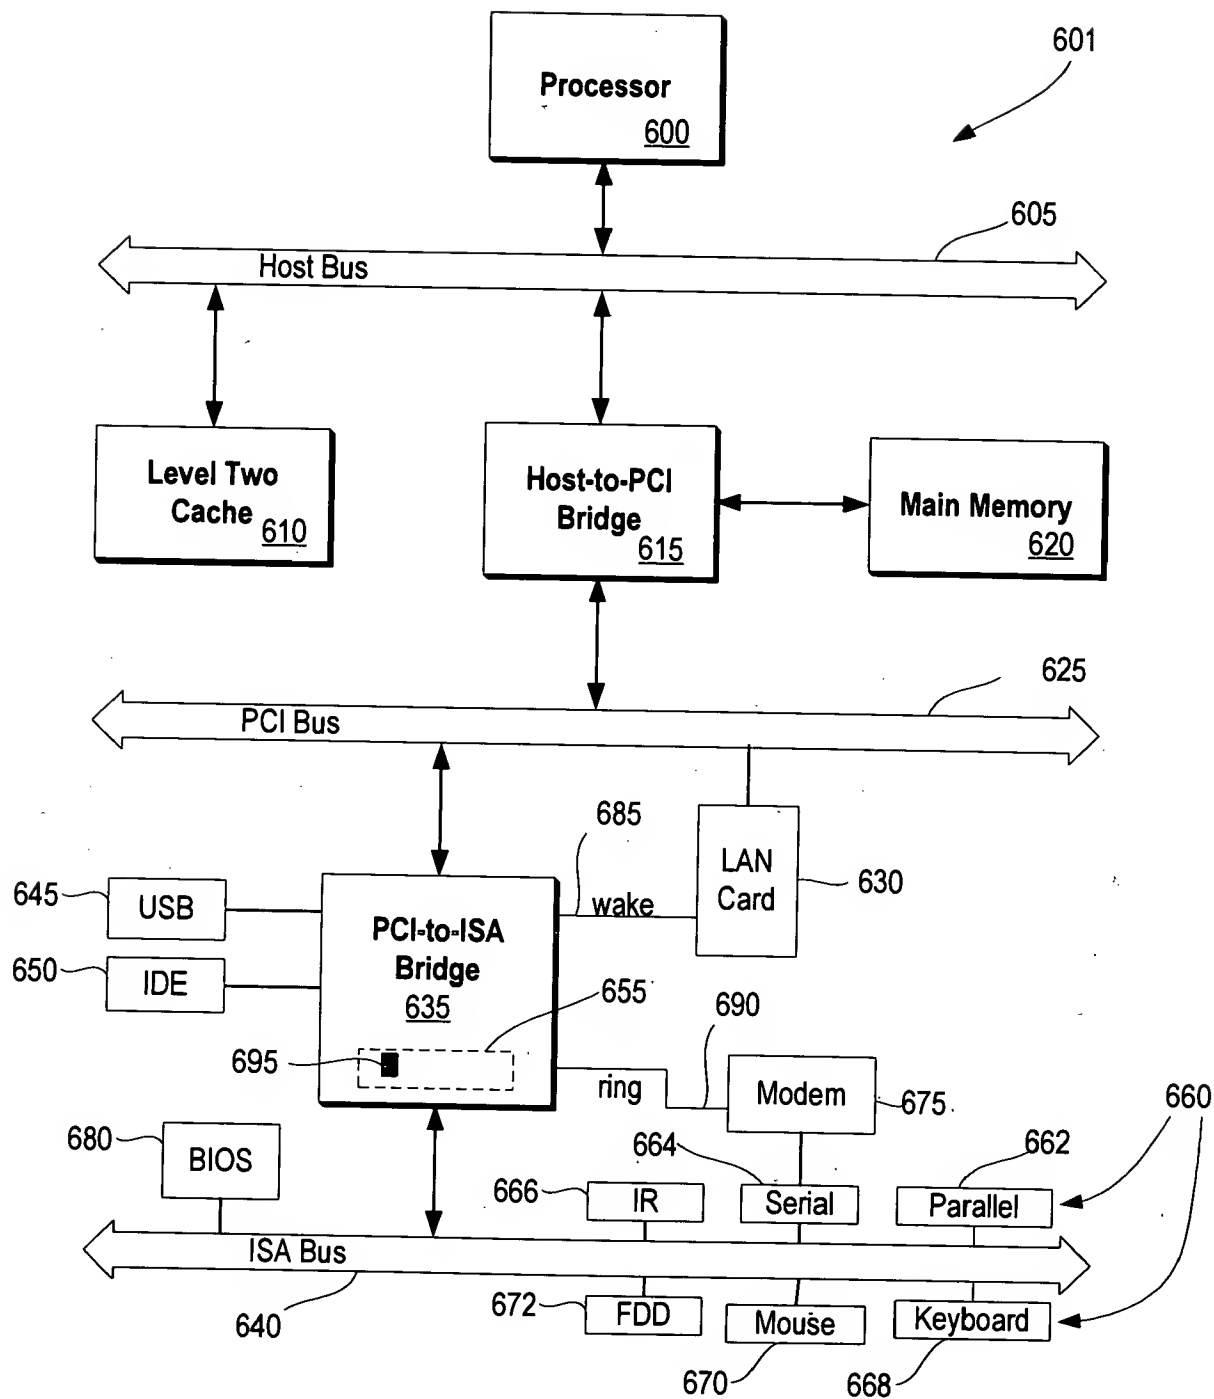 601
Processor
600
605
Host Bus
Level Two
Cache
610
Host-to-PCI
Bridge
615
Main Memory
620
625
PCI Bus
685
LAN
Card
630
645
USB
wake
PCI-to-ISA
Bridge
635
650
IDE
655
690
695
ring
Modem
675
660
680
BIOS
664
662
666
IR
Serial
Parallel
ISA Bus
672
FDD
Mouse
Keyboard
640
670
668